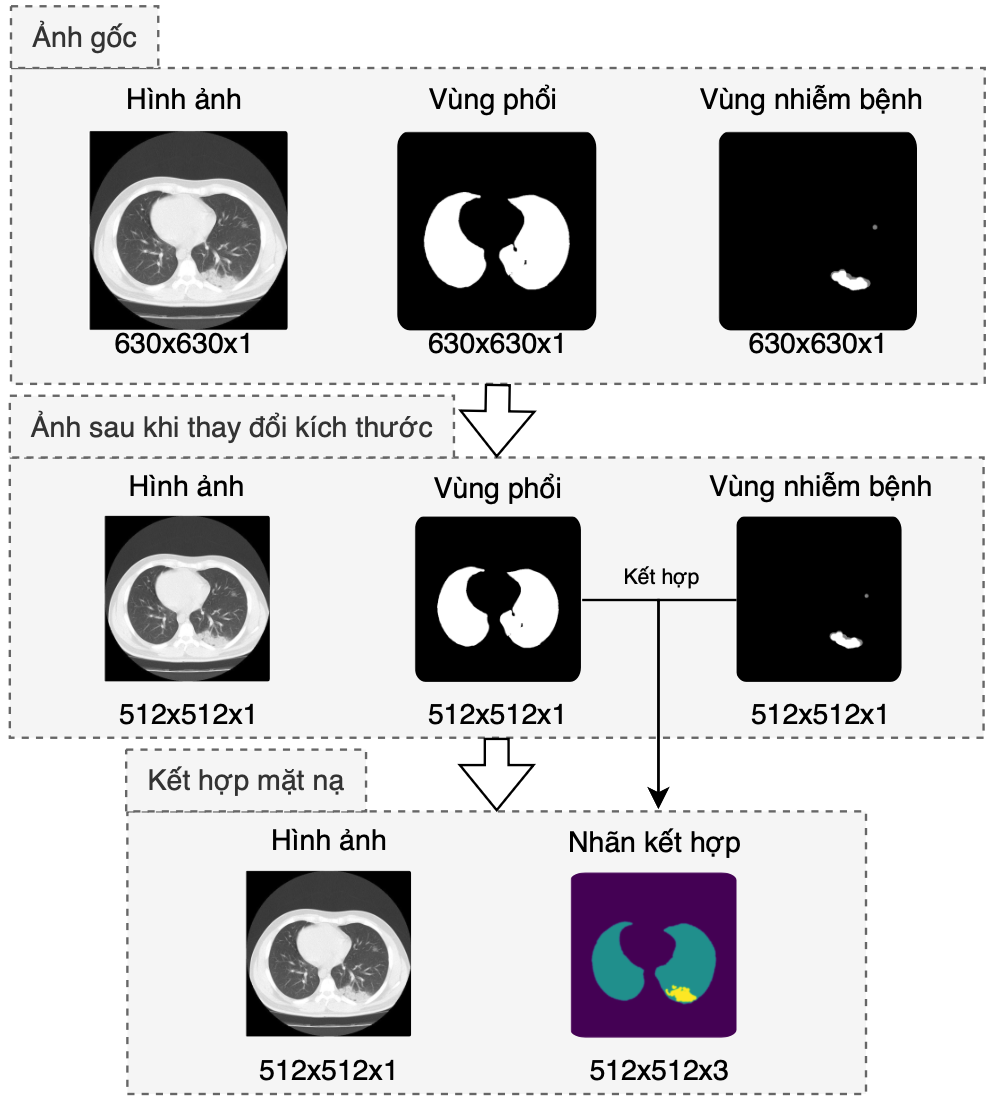 Ảnh gốc
Hình ảnh
Vùng phổi
Vùng nhiễm bệnh
630x630x1
630x630x1
630x630x1
Ảnh sau khi thay đổi kích thước
Hình ảnh
Vùng phổi
Vùng nhiễm bệnh
Kết hợp
512x512x1
512x512x1
512x512x1
Kết hợp mặt nạ
Hình ảnh
Nhãn kết hợp
512x512x1
512x512x3